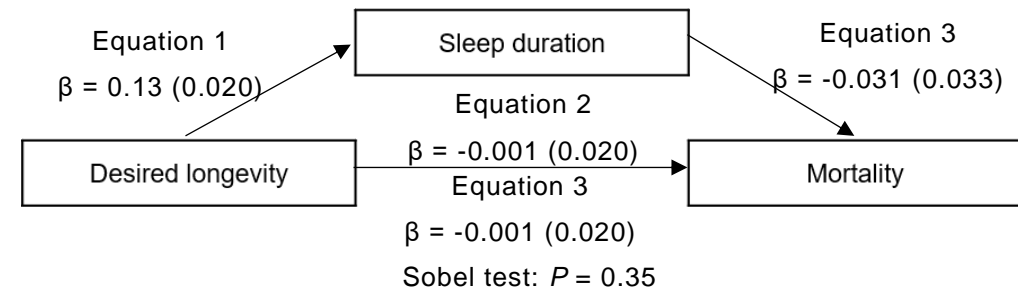 Equation 1
β = 0.13 (0.020)
Sleep duration
Equation 3
β = -0.031 (0.033)
Equation 2
β = -0.001 (0.020)
Desired longevity
Mortality
Equation 3
β = -0.001 (0.020)
Sobel test: P = 0.35